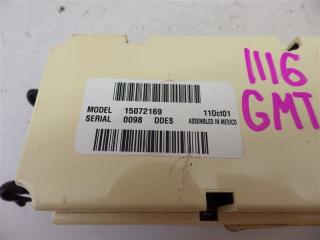 1116
GMT
MODEL 15072169 11Oct01
SERIAL 0098 DDES ASSEMBLED IN MEXICO